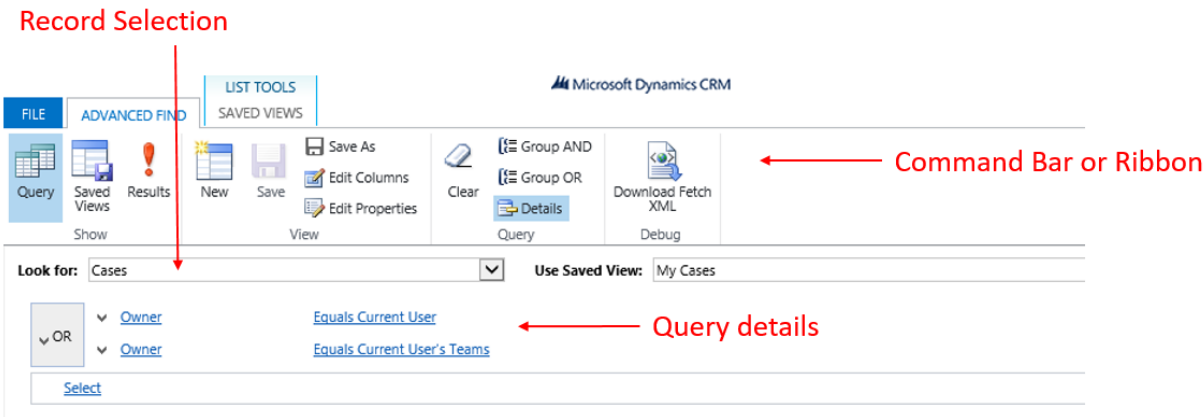 Record Selection
Microsoft Dynamics CRM
LIST TOOLS
FILE ADVANCED FIND SAVED VIEWS
Query Saved Views Results New Save Save As Edit Columns Edit Properties Clear Group AND Group OR Details Download Fetch XML
Command Bar or Ribbon
Show View Query Debug
Look for: Cases Use Saved View: My Cases
OR
Owner Equals Current User
Owner Equals Current User's Teams
Query details
Select